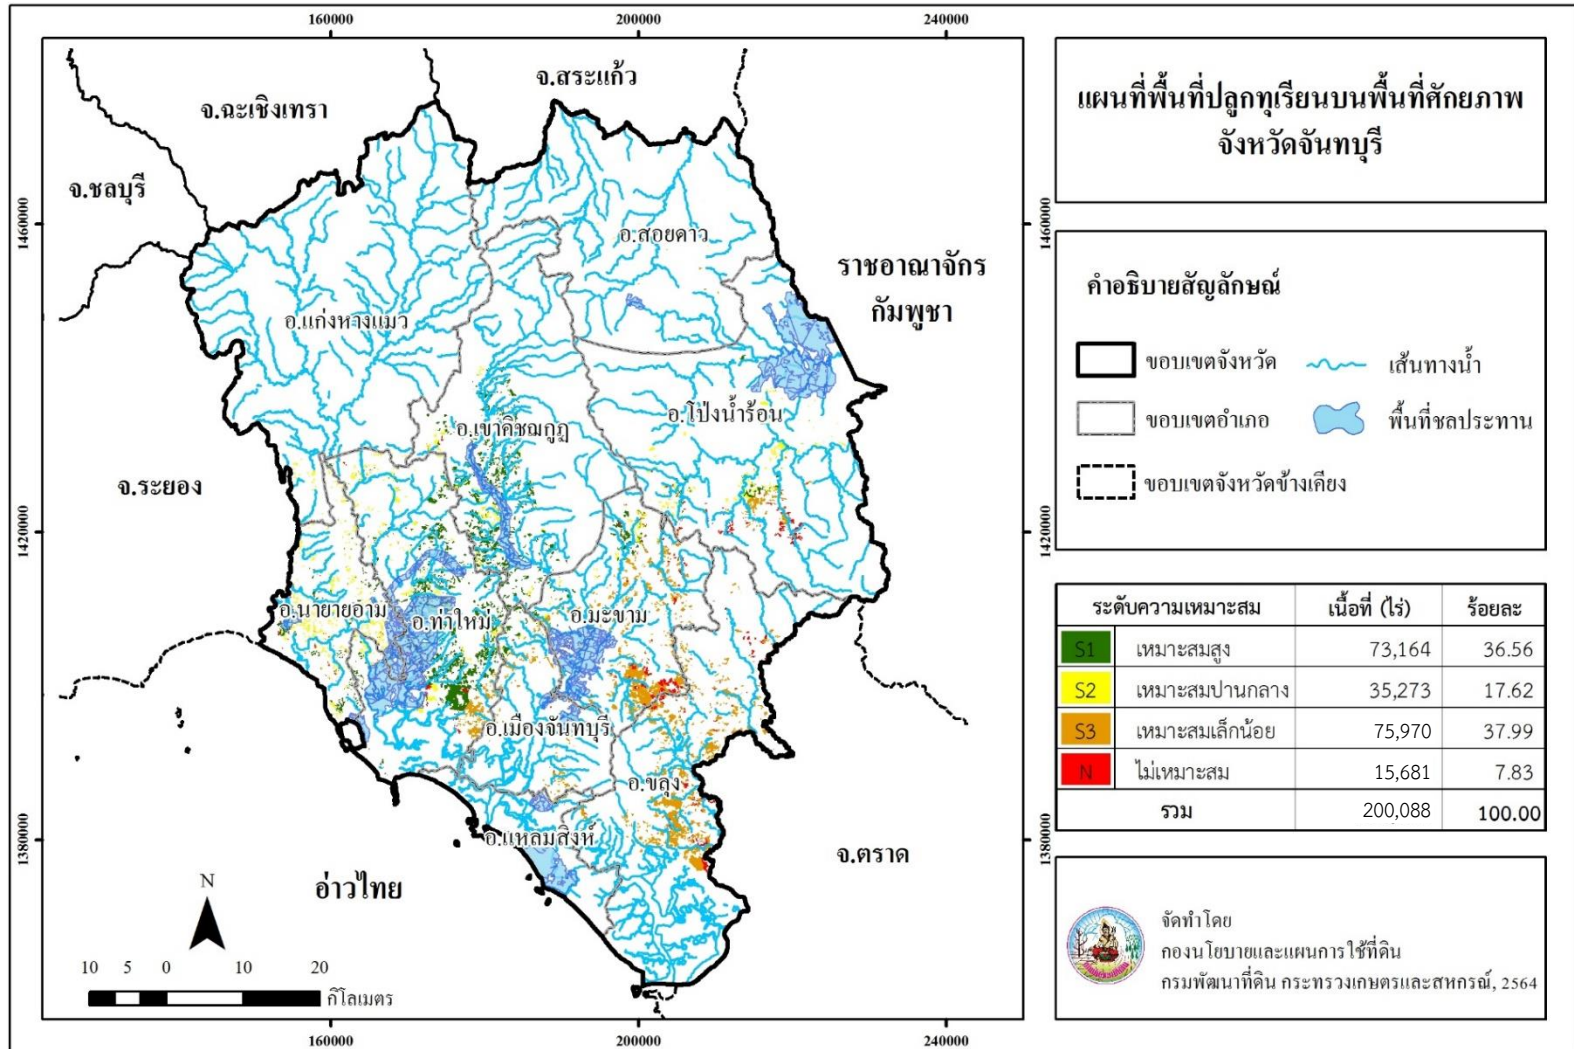 160000
200000
240000
จ.สระแก้ว
จ.ฉะเชิงเทรา
จ.ชลบุรี
1460000
1460000
อ.สอยดาว
ราชอาณาจักร
กัมพูชา
อ.แก่งหางแมว
อ.โป่งน้ำร้อน
อ.เขาคิชฌกูฏ
จ.ระยอง
1420000
1420000
อ.นายายอาม
อ.ท่าใหม่
อ.มะขาม
อ.เมืองจันทบุรี
อ.ขลุง
อ.แหลมสิงห์
1380000
1380000
จ.ตราด
อ่าวไทย
N
10 5 0 10 20
กิโลเมตร
160000
200000
240000
แผนที่พื้นที่ปลูกทุเรียนบนพื้นที่ศักยภาพ
จังหวัดจันทบุรี
คำอธิบายสัญลักษณ์
ขอบเขตจังหวัด เส้นทางน้ำ
ขอบเขตอำเภอ พื้นที่ชลประทาน
ขอบเขตจังหวัดข้างเคียง
ระดับความเหมาะสม เนื้อที่ (ไร่) ร้อยละ
S1 เหมาะสมสูง 73,164 36.56
S2 เหมาะสมปานกลาง 35,273 17.62
S3 เหมาะสมเล็กน้อย 75,970 37.99
N ไม่เหมาะสม 15,681 7.83
รวม 200,088 100.00
จัดทำโดย
กองนโยบายและแผนการใช้ที่ดิน
กรมพัฒนาที่ดิน กระทรวงเกษตรและสหกรณ์, 2564